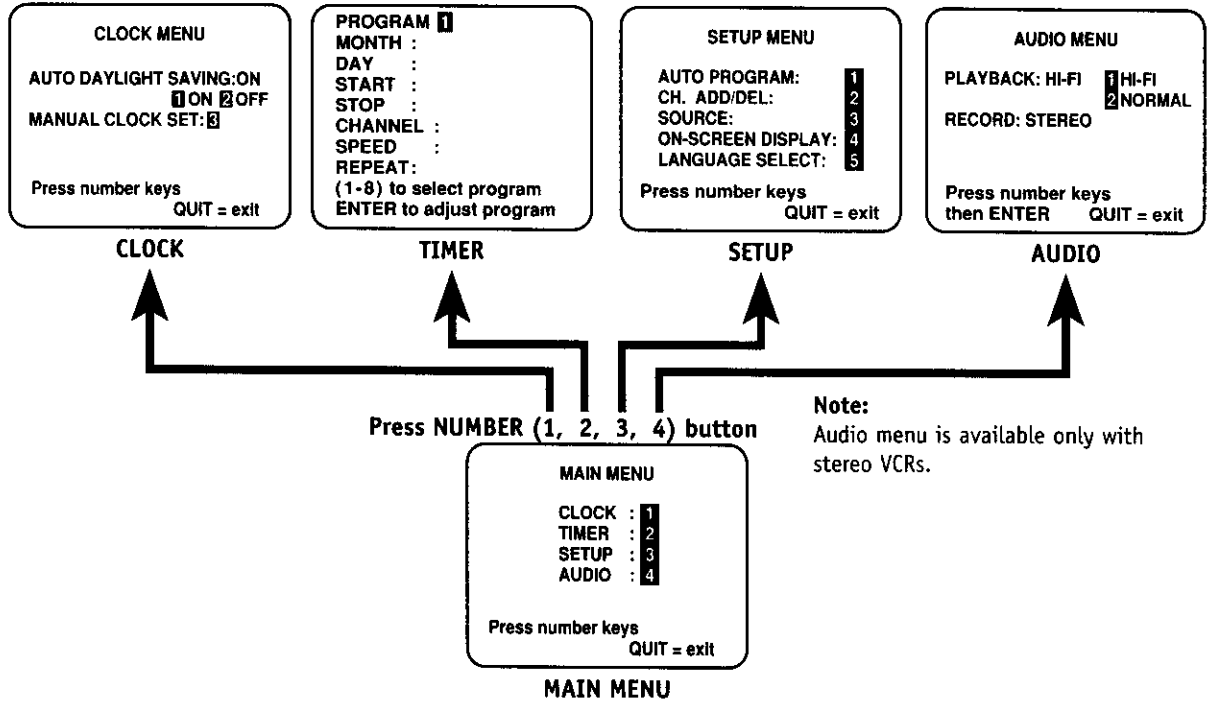 CLOCK MENU
AUTO DAYLIGHT SAVING:ON
1 ON 2 OFF
MANUAL CLOCK SET: 3
Press number keys
QUIT = exit
CLOCK
PROGRAM 1
MONTH :
DAY :
START :
STOP :
CHANNEL :
SPEED :
REPEAT:
(1-8) to select program
ENTER to adjust program
TIMER
SETUP MENU
AUTO PROGRAM: 1
CH. ADD/DEL: 2
SOURCE: 3
ON-SCREEN DISPLAY: 4
LANGUAGE SELECT: 5
Press number keys
QUIT = exit
SETUP
AUDIO MENU
PLAYBACK: HI-FI 1 HI-FI
2 NORMAL
RECORD: STEREO
Press number keys
then ENTER QUIT = exit
AUDIO
Press NUMBER (1, 2, 3, 4) button
Note:
Audio menu is available only with
stereo VCRs.
MAIN MENU
CLOCK : 1
TIMER : 2
SETUP : 3
AUDIO : 4
Press number keys
QUIT = exit
MAIN MENU